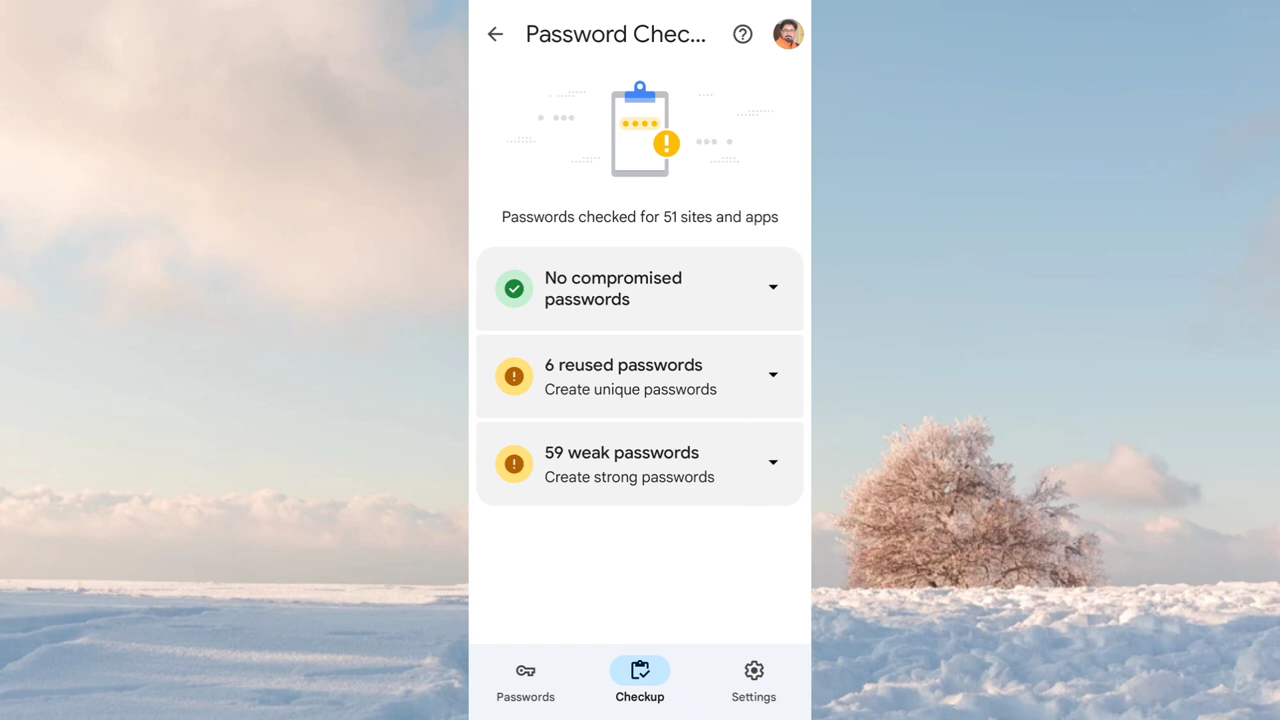 Password Chec...
Passwords checked for 51 sites and apps
No compromised
passwords
6 reused passwords
Create unique passwords
59 weak passwords
Create strong passwords
Passwords
Checkup
Settings